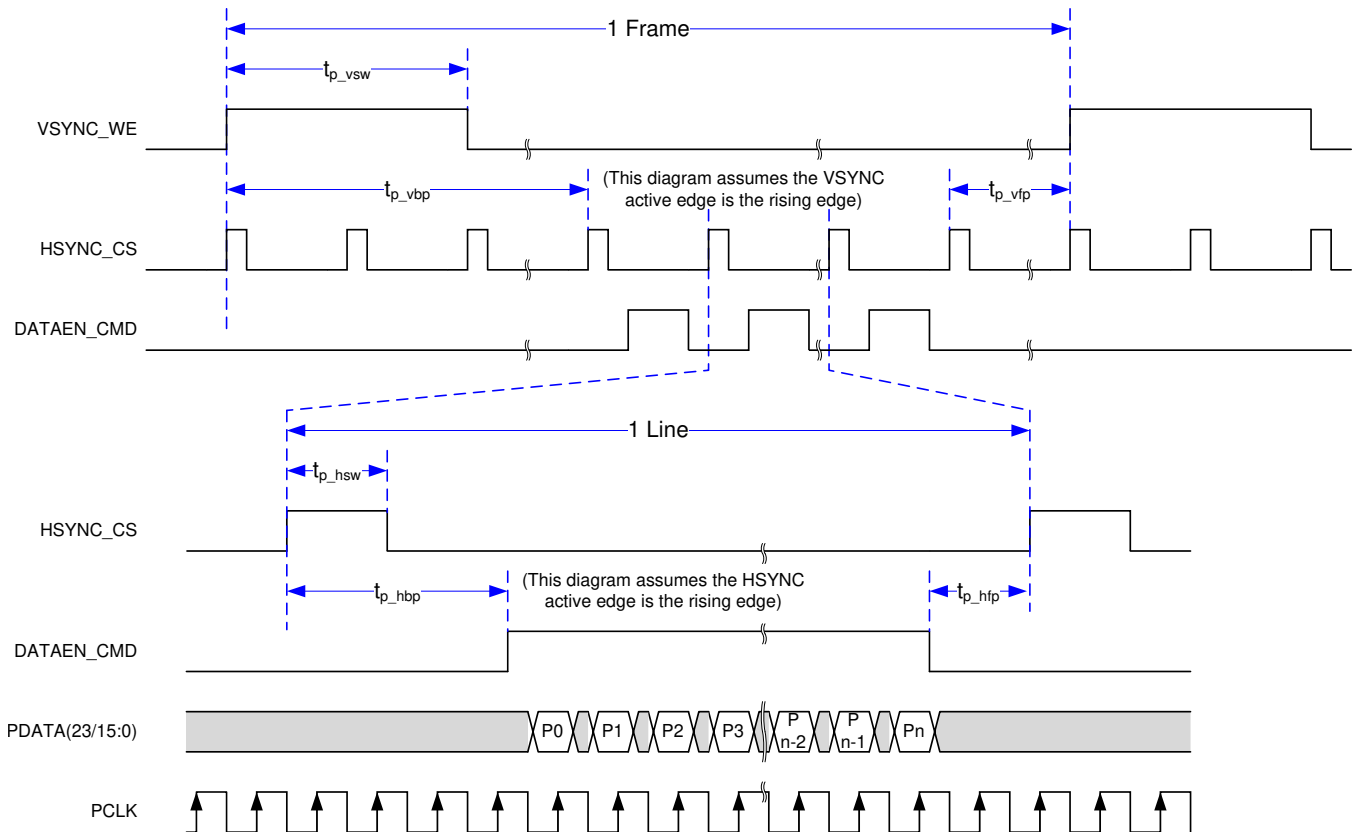 1 Frame
tp_vsw
VSYNC_WE
tp_vbp
(This diagram assumes the VSYNC
active edge is the rising edge)
tp_vfp
HSYNC_CS
DATAEN_CMD
1 Line
tp_hsw
HSYNC_CS
tp_hbp
(This diagram assumes the HSYNC
active edge is the rising edge)
tp_hfp
DATAEN_CMD
PDATA(23/15:0)
P0
P1
P2
P3
P
n-2
P
n-1
Pn
PCLK